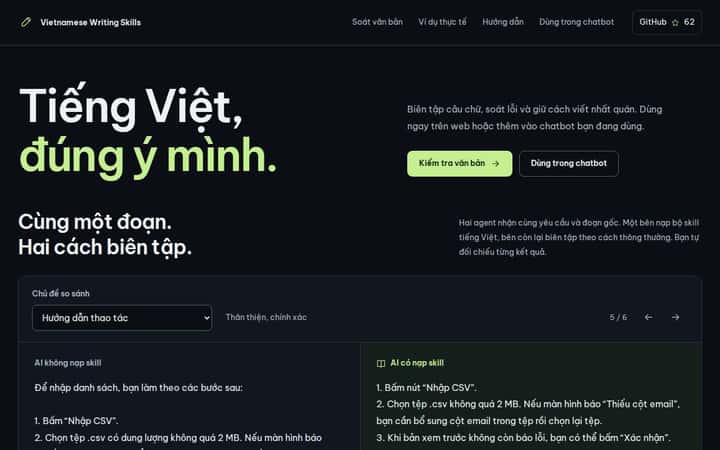 Vietnamese Writing Skills
Soát văn bản
Ví dụ thực tế
Hướng dẫn
Dùng trong chatbot
GitHub ☆ 62
Tiếng Việt,
đúng ý mình.
Biên tập câu chữ, soát lỗi và giữ cách viết nhất quán. Dùng
ngay trên web hoặc thêm vào chatbot bạn đang dùng.
Kiểm tra văn bản →
Dùng trong chatbot
Cùng một đoạn.
Hai cách biên tập.
Hai agent nhận cùng yêu cầu và đoạn gốc. Một bên nạp bộ skill
tiếng Việt, bên còn lại biên tập theo cách thông thường. Bạn tự
đối chiếu từng kết quả.
Chủ đề so sánh
Hướng dẫn thao tác
Thân thiện, chính xác
5 / 6 ← →
AI không nạp skill
Để nhập danh sách, bạn làm theo các bước sau:
1. Bấm “Nhập CSV”.
2. Chọn tệp .csv có dung lượng không quá 2 MB. Nếu màn hình báo
AI có nạp skill
1. Bấm nút “Nhập CSV”.
2. Chọn tệp .csv không quá 2 MB. Nếu màn hình báo “Thiếu cột email”,
bạn cần bổ sung cột email trong tệp rồi chọn lại tệp.
3. Khi bản xem trước không còn báo lỗi, bạn có thể bấm “Xác nhận”.